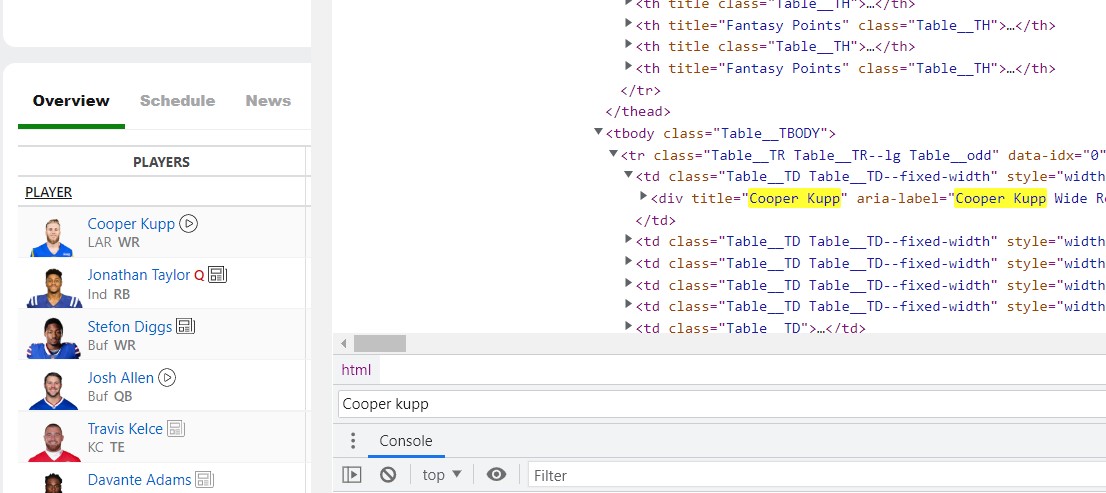 Overview Schedule News
PLAYERS
PLAYER
Cooper Kupp
LAR WR
Jonathan Taylor Q
Ind RB
Stefon Diggs
Buf WR
Josh Allen
Buf QB
Travis Kelce
KC TE
Davante Adams
<th title class="Table__TH">…</th>
<th title="Fantasy Points" class="Table__TH">…</th>
<th title class="Table__TH">…</th>
<th title="Fantasy Points" class="Table__TH">…</th>
</tr>
</thead>
<tbody class="Table__TBODY">
<tr class="Table__TR Table__TR--lg Table__odd" data-idx="0"
<td class="Table__TD Table__TD--fixed-width" style="width
<div title="Cooper Kupp" aria-label="Cooper Kupp Wide Re
</td>
<td class="Table__TD Table__TD--fixed-width" style="width
<td class="Table__TD Table__TD--fixed-width" style="width
<td class="Table__TD Table__TD--fixed-width" style="width
<td class="Table__TD Table__TD--fixed-width" style="width
<td class="Table__TD">…</td>
html
Cooper kupp
Console
top
Filter